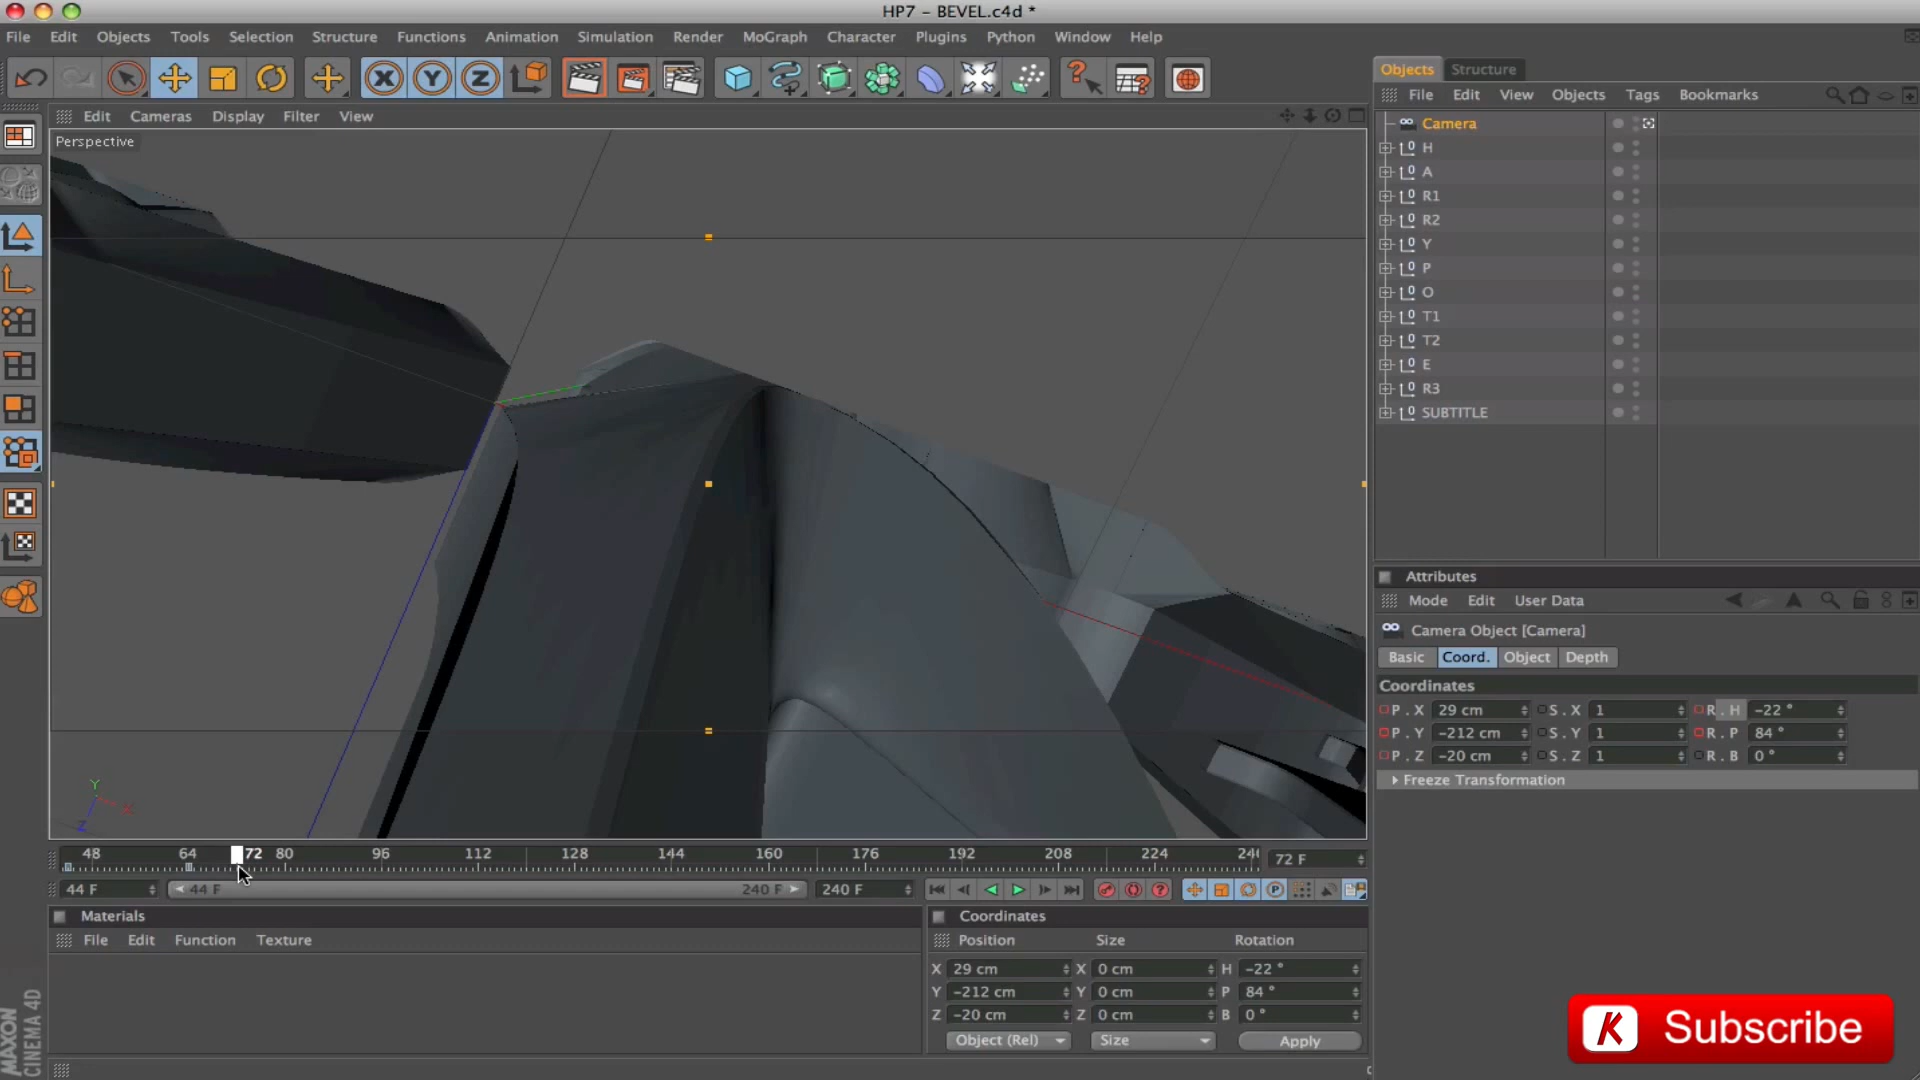 HP7 – BEVEL.c4d *
File Edit Objects Tools Selection Structure Functions Animation Simulation Render MoGraph Character Plugins Python Window Help
Objects Structure
File Edit View Objects Tags Bookmarks
Edit Cameras Display Filter View
Perspective
Camera
H
A
R1
R2
Y
P
O
T1
T2
E
R3
SUBTITLE
Attributes
Mode Edit User Data
Camera Object [Camera]
Basic Coord. Object Depth
Coordinates
P . X 29 cm S . X 1 R . H -22 °
P . Y -212 cm S . Y 1 R . P 84 °
P . Z -20 cm S . Z 1 R . B 0 °
Freeze Transformation
Y
X
Z
48 64 72 80 96 112 128 144 160 176 192 208 224 72 F
44 F 44 F 240 F 240 F
Materials
File Edit Function Texture
Coordinates
Position Size Rotation
X 29 cm X 0 cm H -22 °
Y -212 cm Y 0 cm P 84 °
Z -20 cm Z 0 cm B 0 °
Object (Rel) Size Apply
MAXON
CINEMA 4D
K Subscribe